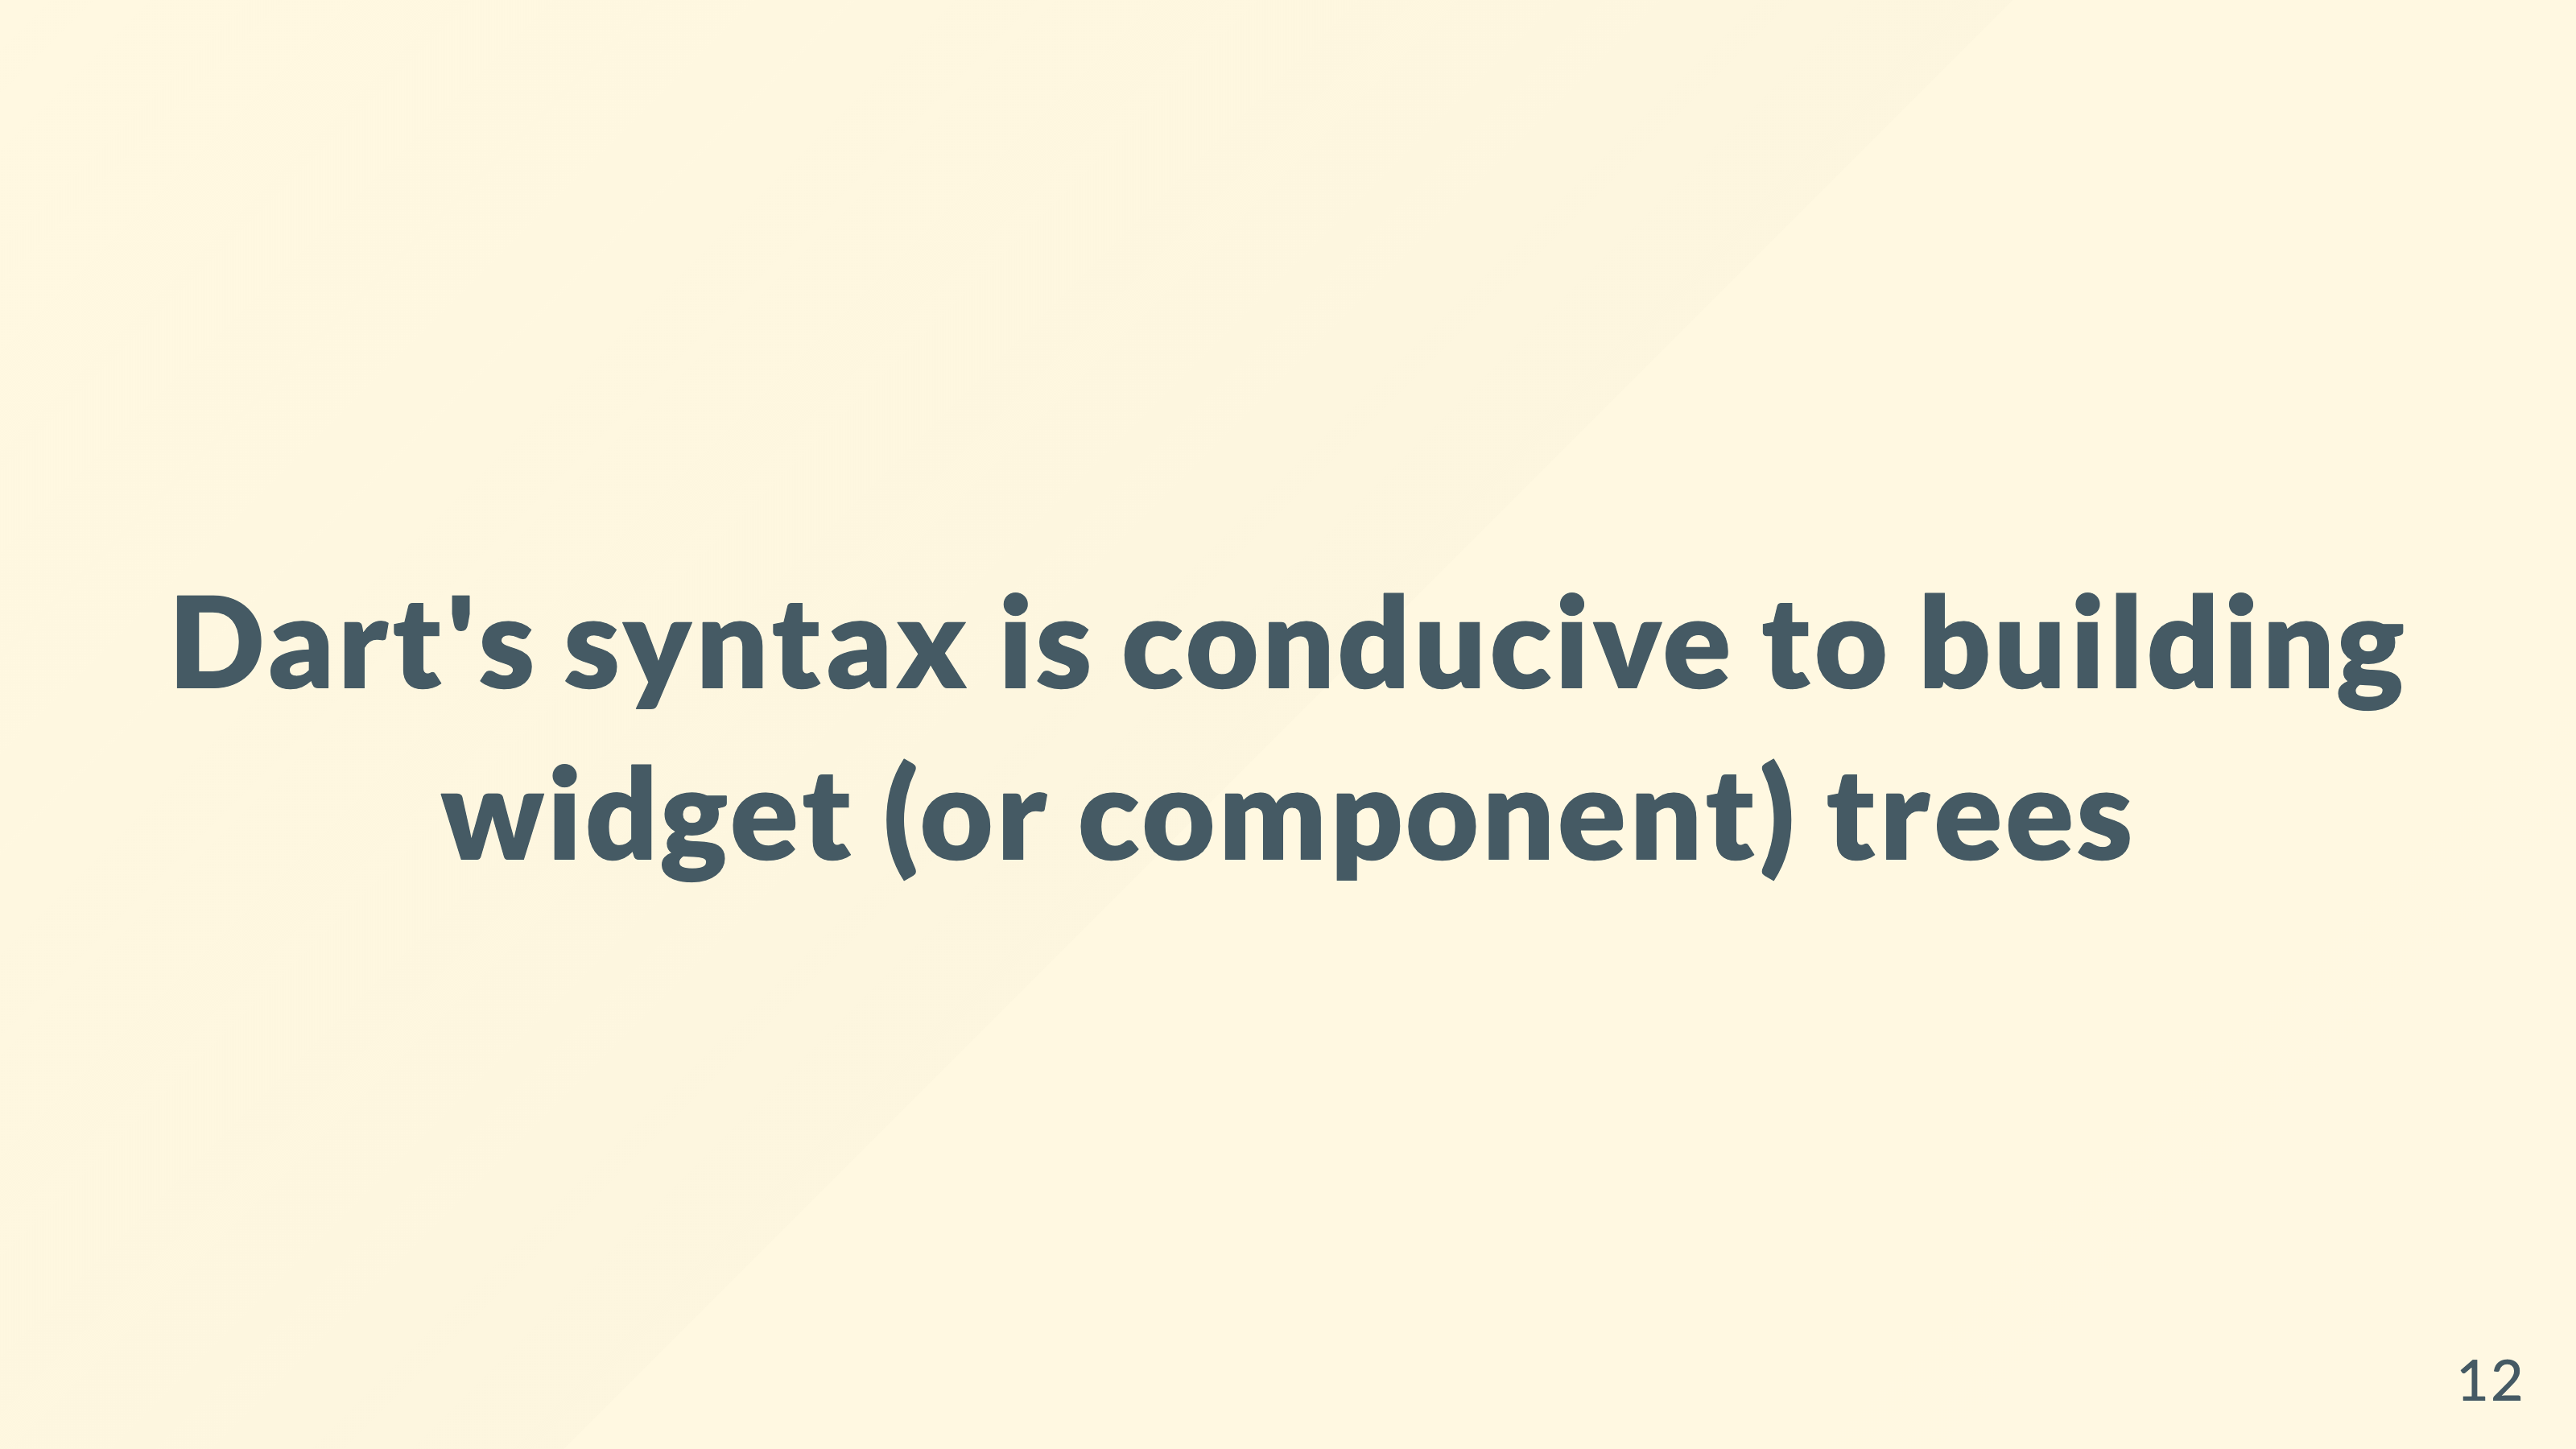 Dart's syntax is conducive to building
widget (or component) trees
12